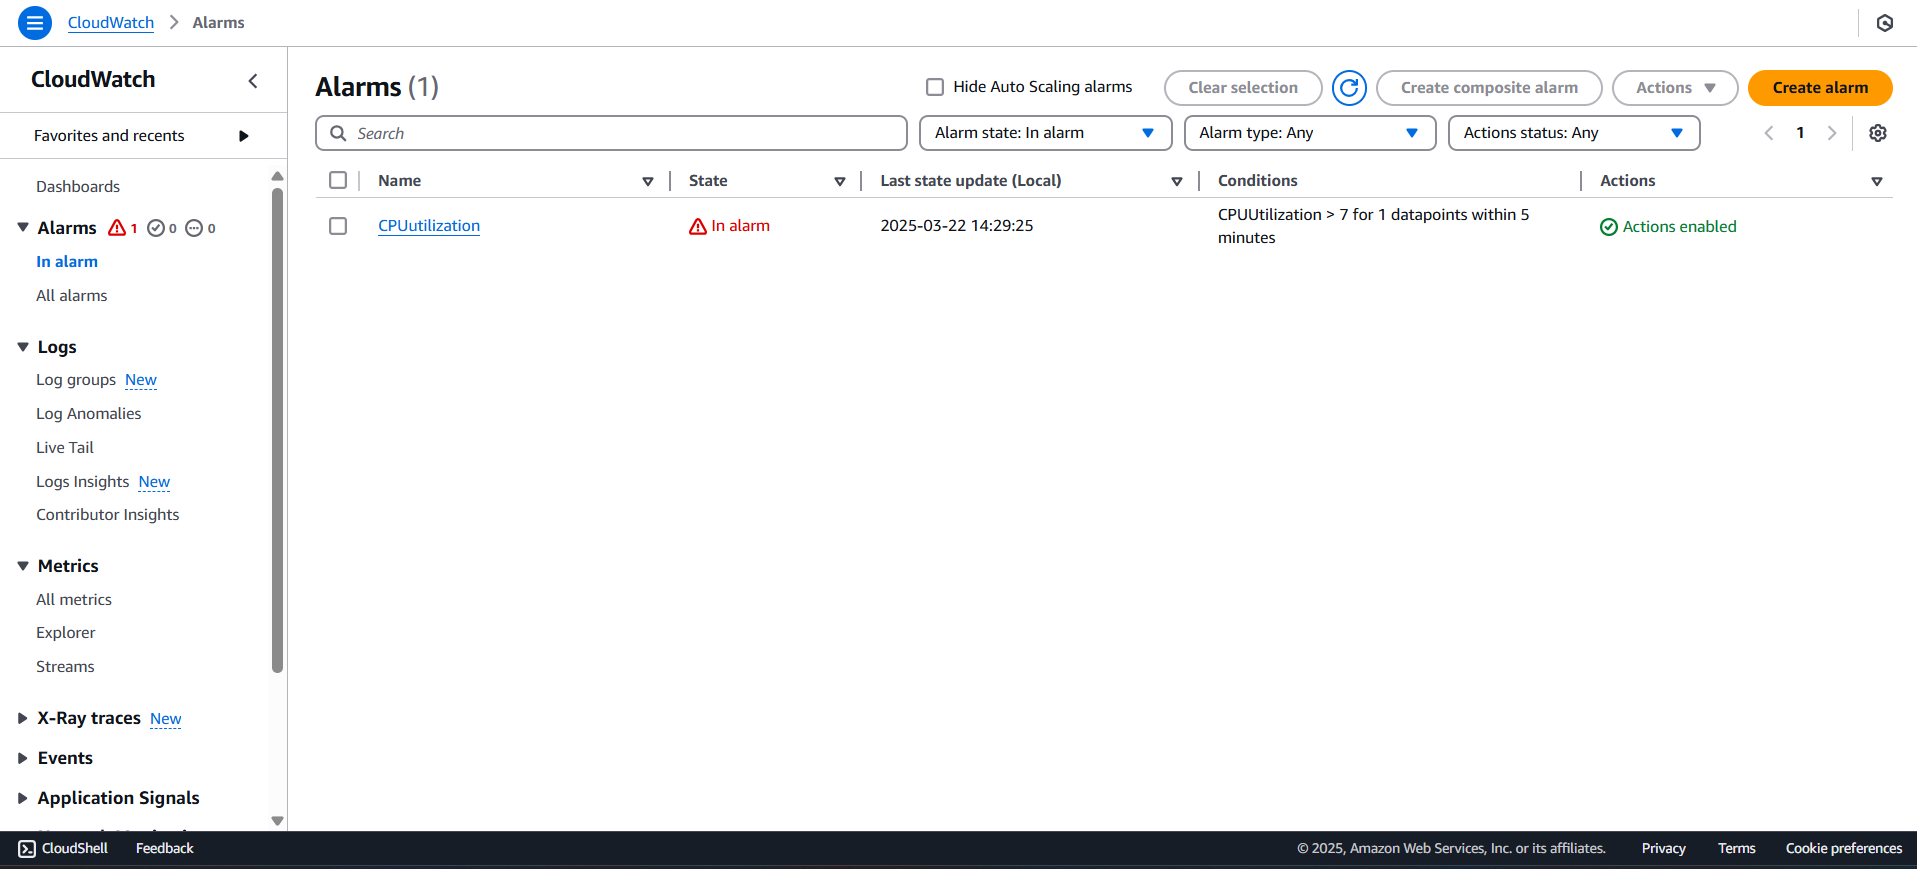 CloudWatch > Alarms
CloudWatch
Favorites and recents
Dashboards
Alarms 1 0 0
In alarm
All alarms
Logs
Log groups New
Log Anomalies
Live Tail
Logs Insights New
Contributor Insights
Metrics
All metrics
Explorer
Streams
X-Ray traces New
Events
Application Signals
Alarms (1)
Hide Auto Scaling alarms
Clear selection
Create composite alarm
Actions
Create alarm
Search
Alarm state: In alarm
Alarm type: Any
Actions status: Any
1
Name State Last state update (Local) Conditions Actions
CPUutilization In alarm 2025-03-22 14:29:25 CPUUtilization > 7 for 1 datapoints within 5
minutes
Actions enabled
CloudShell Feedback © 2025, Amazon Web Services, Inc. or its affiliates. Privacy Terms Cookie preferences